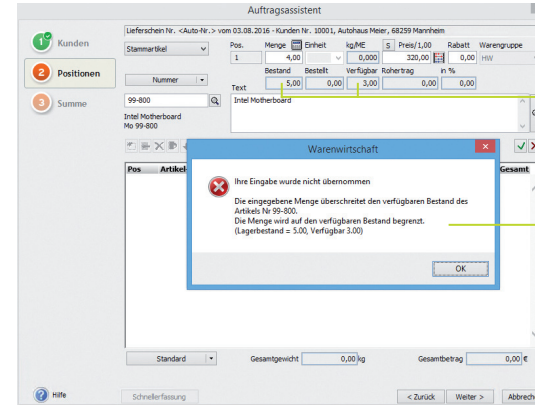 Auftragsassistent
Lieferschein Nr. <Auto-Nr.> vom 03.08.2016 - Kunden Nr. 10001, Autohaus Meier, 68259 Mannheim
1 Kunden
2 Positionen
3 Summe
Stammartikel
Pos. Menge Einheit kg/ME S Preis/1,00 Rabatt Warengruppe
1 4,00 0,000 320,00 0,00 HW
Bestand Bestellt Verfügbar Rohertrag in %
Nummer
5,00 0,00 3,00 0,00 0,00
Text
99-800
Intel Motherboard
Intel Motherboard
Mo 99-800
Pos Artikel- Gesamt
Warenwirtschaft
Ihre Eingabe wurde nicht übernommen
Die eingegebene Menge überschreitet den verfügbaren Bestand des
Artikels Nr 99-800.
Die Menge wird auf den verfügbaren Bestand begrenzt.
(Lagerbestand = 5.00, Verfügbar 3.00)
OK
Standard Gesamtgewicht 0,00 kg Gesamtbetrag 0,00 €
Hilfe Schnellerfassung < Zurück Weiter > Abbreche